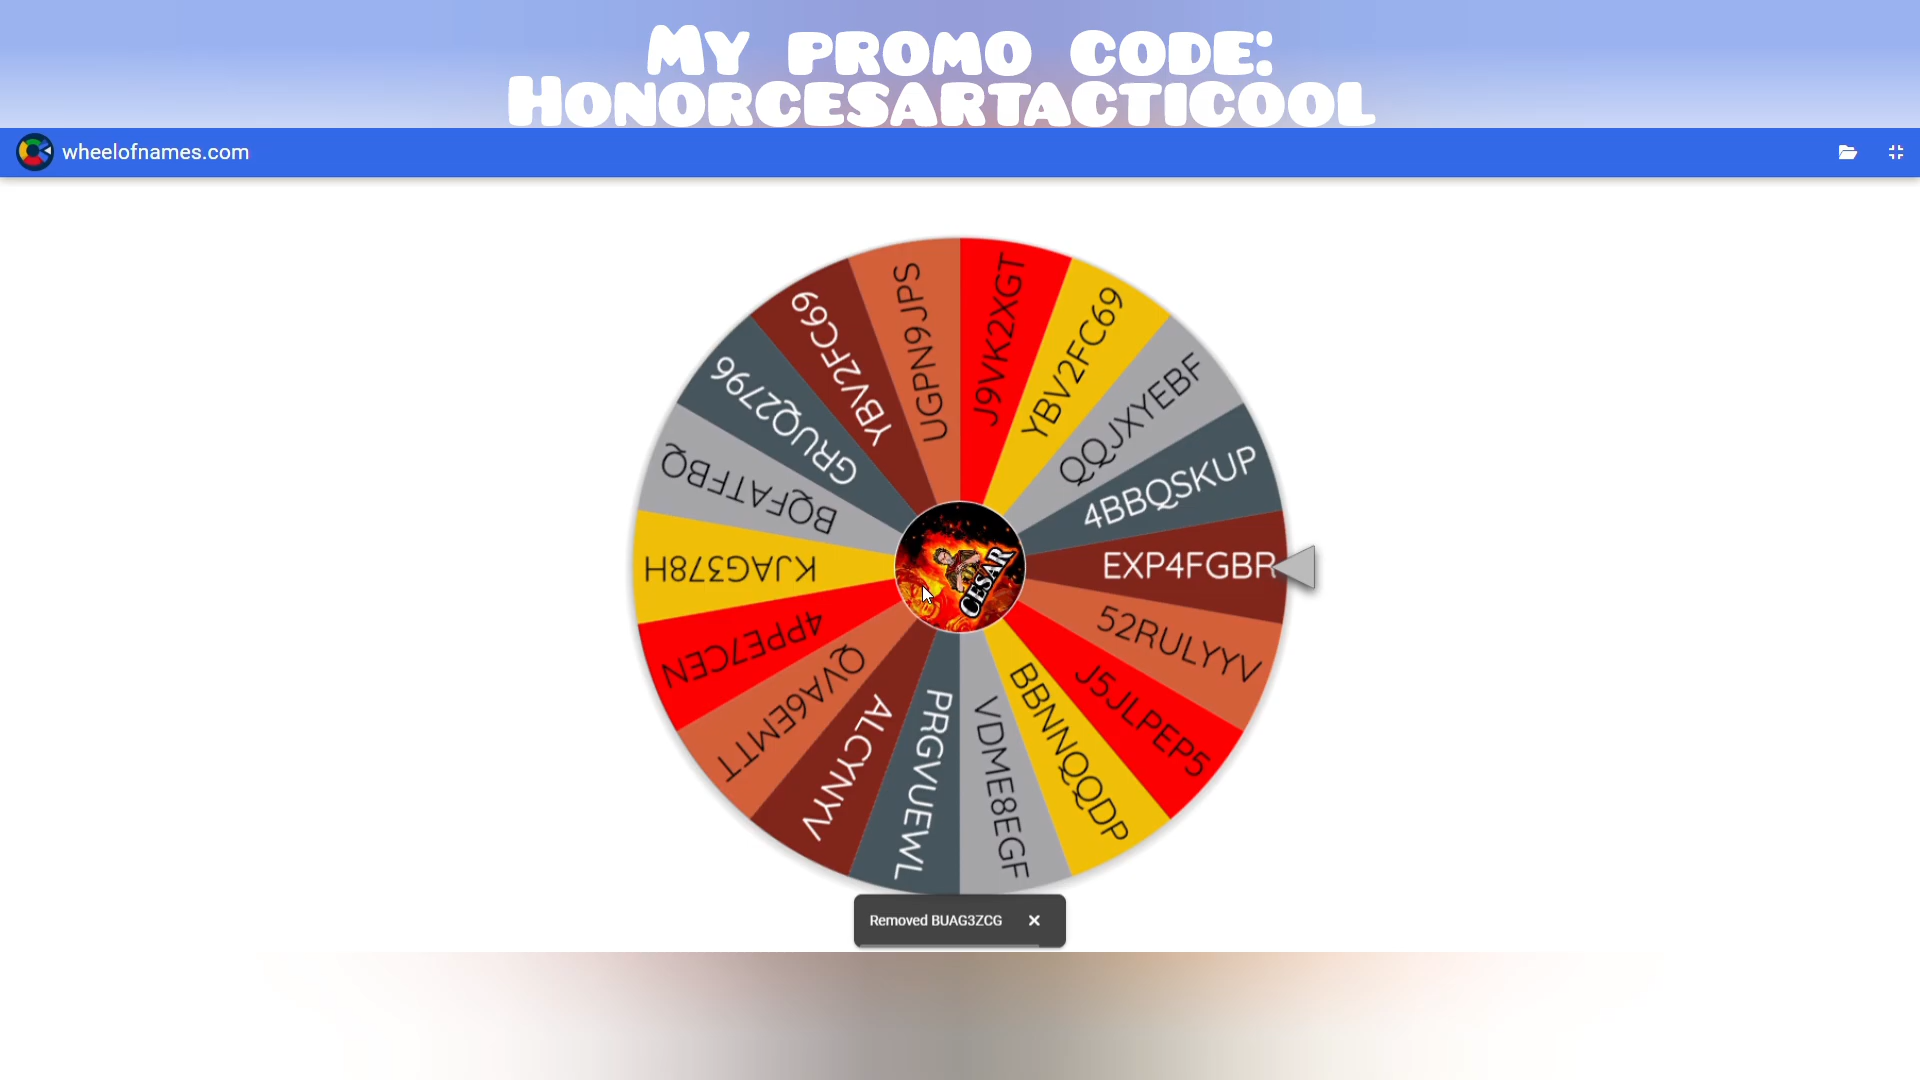 My promo code:
Honorcesartacticool
wheelofnames.com
J9VK2XGT
YBV2FC69
QQJXYEBF
4BBQSKUP
EXP4FGBR
52RULYYV
J5JLPEP5
BBNNQQDP
VDME8EGF
PRGVUEWL
ALCYNYV
QVA6EMTT
4PPE7CEN
KJAG378H
BQFATFBQ
GRUQ2796
YBV2FC69
UGPN9JPS
CESAR
Removed BUAG3ZCG